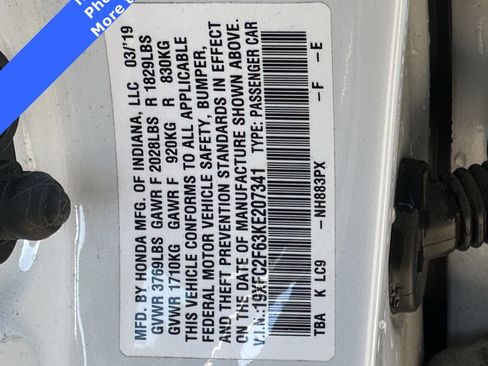 Pho
More
MFD. BY HONDA MFG. OF INDIANA, LLC 03/'19
GVWR 3769LBS GAWR F 2028LBS R 1829LBS
GVWR 1710KG GAWR F 920KG R 830KG
THIS VEHICLE CONFORMS TO ALL APPLICABLE
FEDERAL MOTOR VEHICLE SAFETY, BUMPER,
AND THEFT PREVENTION STANDARDS IN EFFECT
ON THE DATE OF MANUFACTURE SHOWN ABOVE.
V.I.N.:19XFC2F63KE207341 TYPE: PASSENGER CAR
TBA K LC9 -NH883PX -F -E